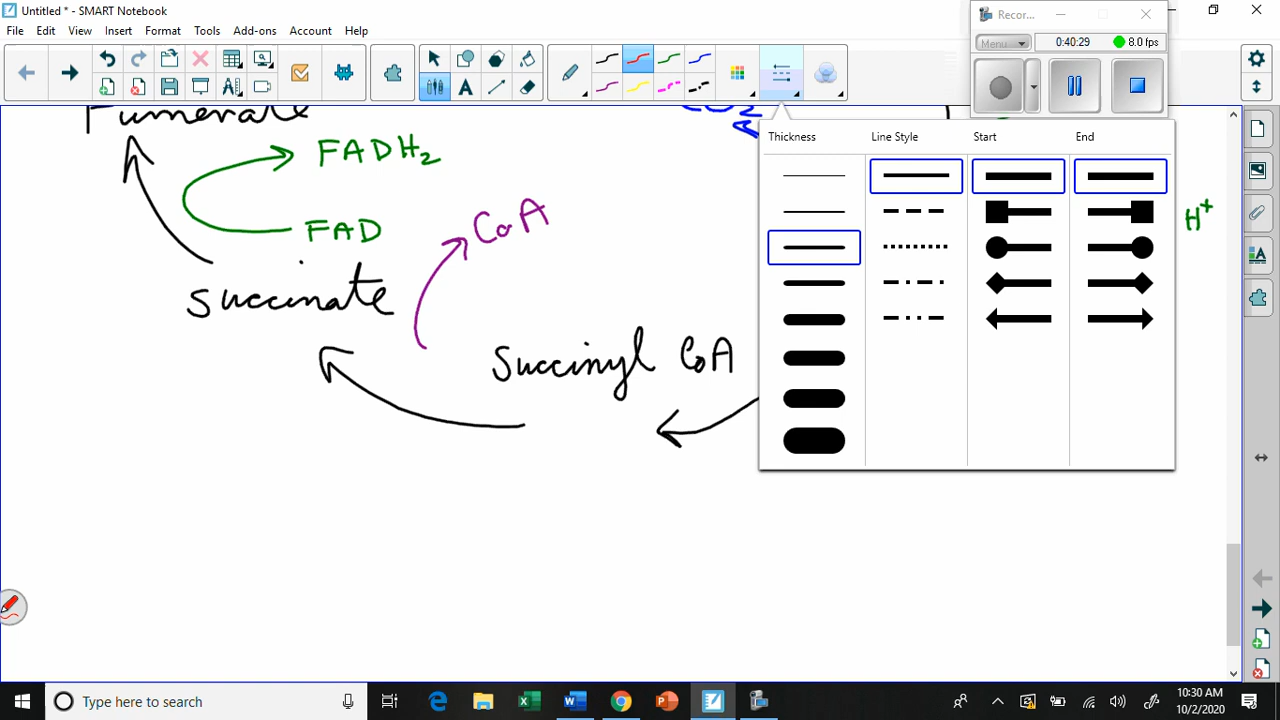 Untitled * - SMART Notebook
Recor...
File Edit View Insert Format Tools Add-ons Account Help
Menu
0:40:29
8.0 fps
Thickness Line Style Start End
Fumerate
CO2
FADH2
FAD
CoA
H+
succinate
Succinyl CoA
Type here to search
10:30 AM
10/2/2020